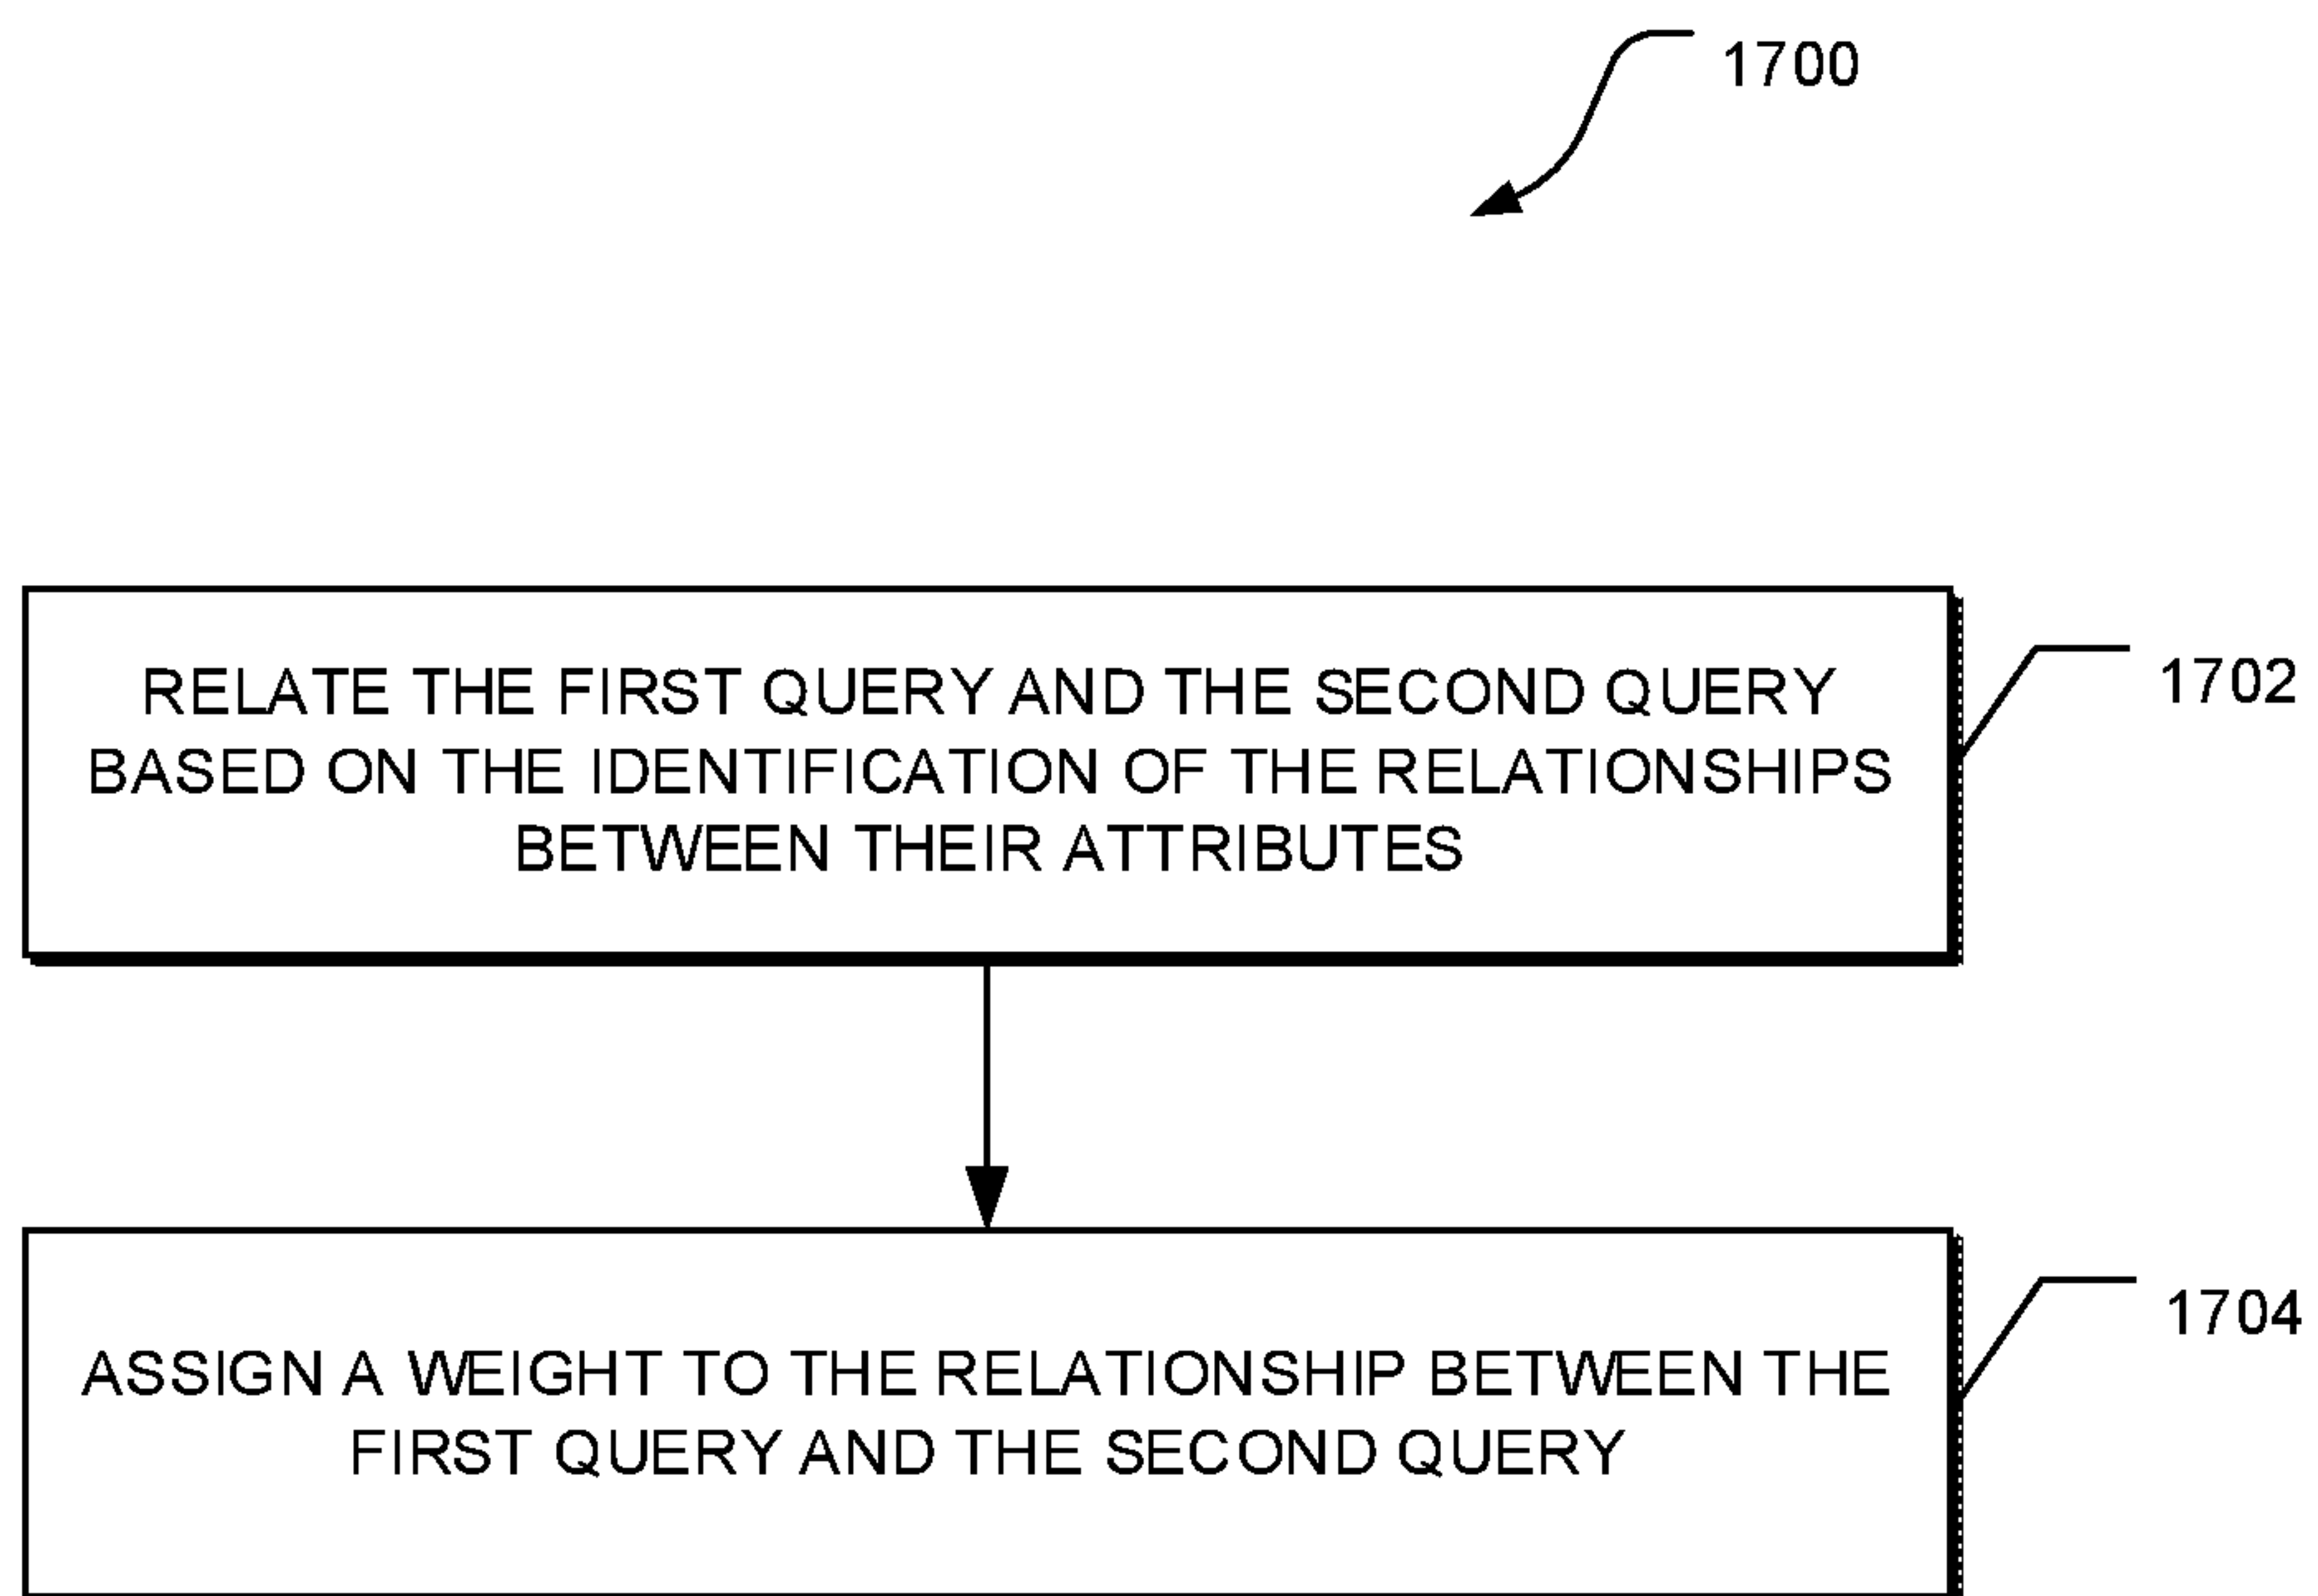 1700
RELATE THE FIRST QUERY AND THE SECOND QUERY
BASED ON THE IDENTIFICATION OF THE RELATIONSHIPS
BETWEEN THEIR ATTRIBUTES
1702
ASSIGN A WEIGHT TO THE RELATIONSHIP BETWEEN THE
FIRST QUERY AND THE SECOND QUERY
1704